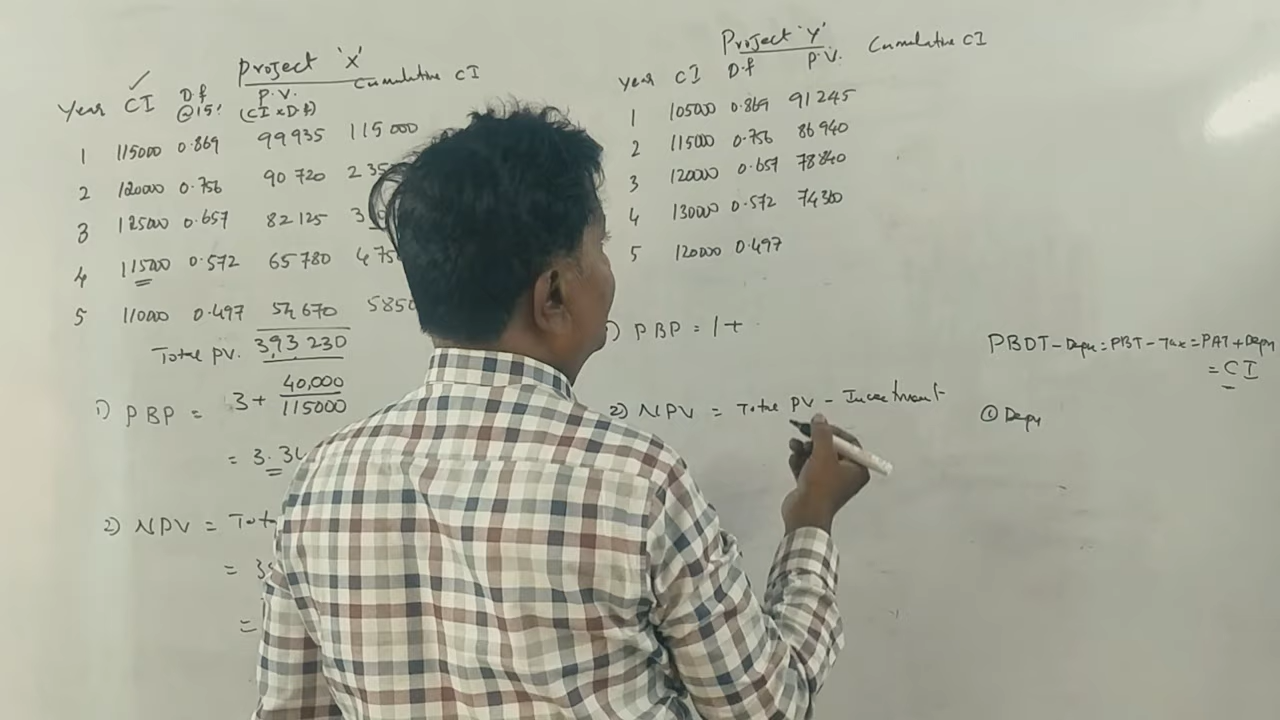 Project 'X'
Year CI D.f @15% P.V. (CI x D.f) Cumulative CI
1 115000 0.869 99935 115000
2 120000 0.756 90720
3 125000 0.657 82125
4 115000 0.572 65780
5 110000 0.497 54670
Total PV. 3,93,230
1) PBP = 3 + 40,000 / 115000
= 3.34
2) NPV =
Project 'Y'
Year CI D.f P.V. Cumulative CI
1 105000 0.869 91245
2 115000 0.756 86940
3 120000 0.657 78840
4 130000 0.572 74360
5 120000 0.497
1) PBP = 1 +
2) NPV = Total PV - Investment
PBDT - Depn = PBT - Tax = PAT + Depn
= CI
① Depn